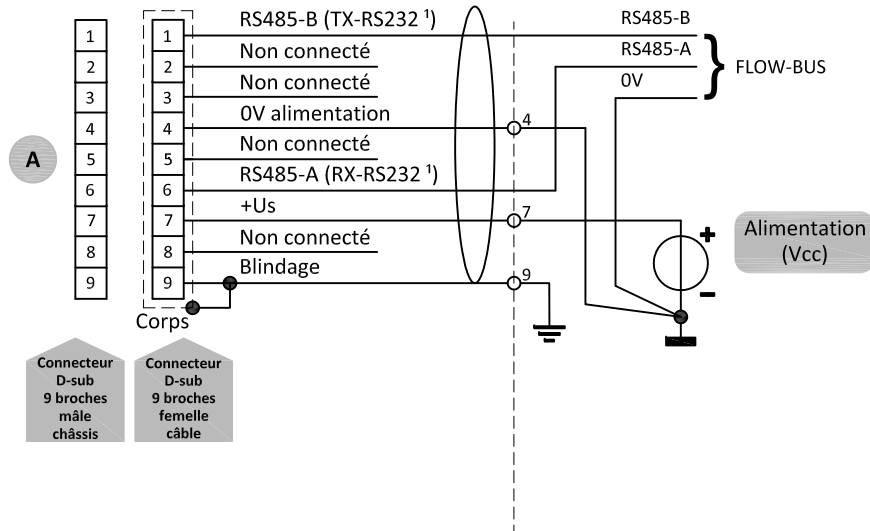 A
1
2
3
4
5
6
7
8
9
1
2
3
4
5
6
7
8
9
RS485-B (TX-RS232 ¹)
Non connecté
Non connecté
0V alimentation
Non connecté
RS485-A (RX-RS232 ¹)
+Us
Non connecté
Blindage
Corps
4
7
9
RS485-B
RS485-A
0V
FLOW-BUS
+
Alimentation
(Vcc)
Connecteur
D-sub
9 broches
mâle
châssis
Connecteur
D-sub
9 broches
femelle
câble